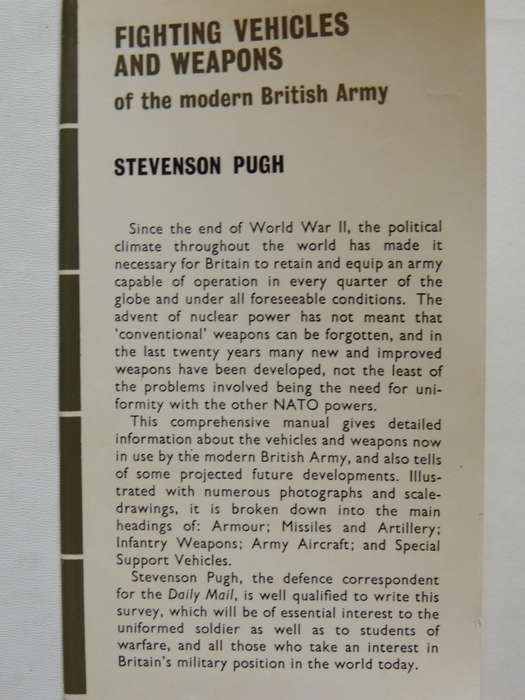 FIGHTING VEHICLES
AND WEAPONS
of the modern British Army
STEVENSON PUGH
Since the end of World War II, the political
climate throughout the world has made it
necessary for Britain to retain and equip an army
capable of operation in every quarter of the
globe and under all foreseeable conditions. The
advent of nuclear power has not meant that
'conventional' weapons can be forgotten, and in
the last twenty years many new and improved
weapons have been developed, not the least of
the problems involved being the need for uni-
formity with the other NATO powers.
This comprehensive manual gives detailed
information about the vehicles and weapons now
in use by the modern British Army, and also tells
of some projected future developments. Illus-
trated with numerous photographs and scale-
drawings, it is broken down into the main
headings of: Armour; Missiles and Artillery;
Infantry Weapons; Army Aircraft; and Special
Support Vehicles.
Stevenson Pugh, the defence correspondent
for the Daily Mail, is well qualified to write this
survey, which will be of essential interest to the
uniformed soldier as well as to students of
warfare, and all those who take an interest in
Britain's military position in the world today.